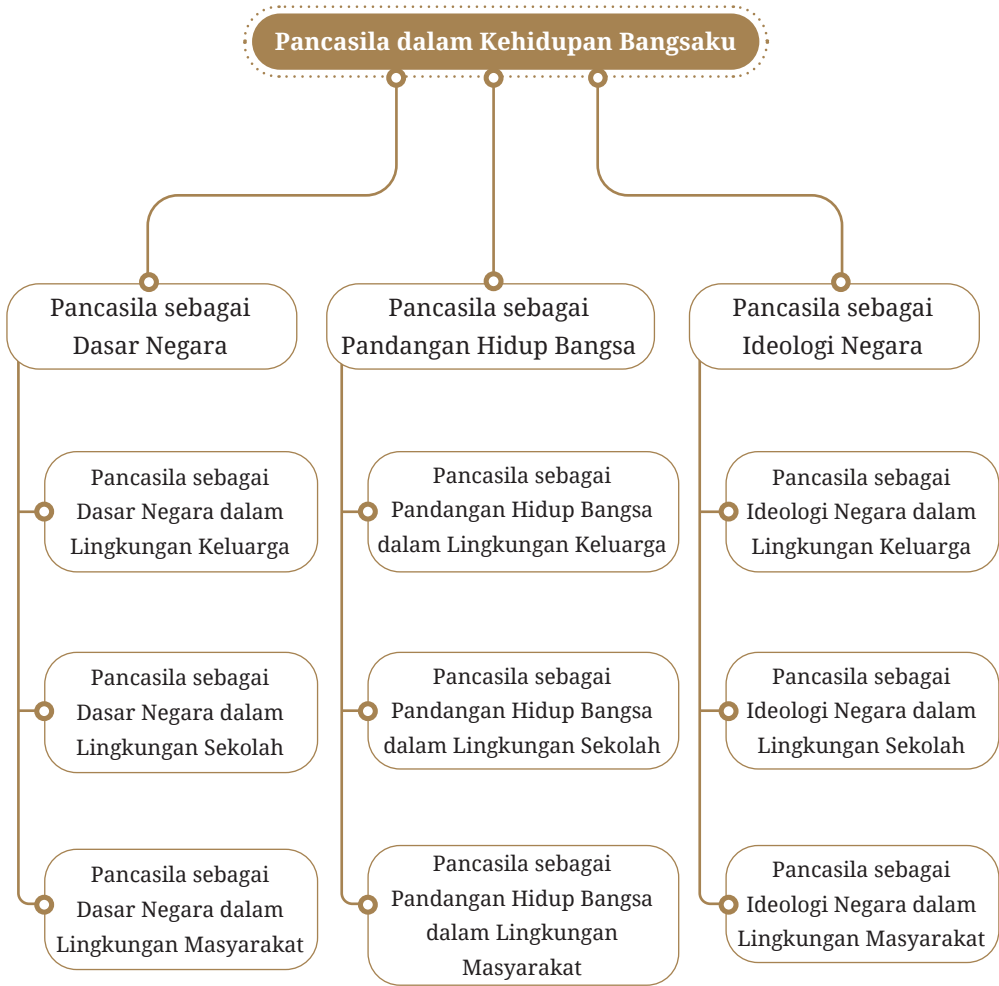 Pancasila dalam Kehidupan Bangsaku
Pancasila sebagai
Dasar Negara
Pancasila sebagai
Dasar Negara dalam
Lingkungan Keluarga
Pancasila sebagai
Dasar Negara dalam
Lingkungan Sekolah
Pancasila sebagai
Dasar Negara dalam
Lingkungan Masyarakat
Pancasila sebagai
Pandangan Hidup Bangsa
Pancasila sebagai
Pandangan Hidup Bangsa
dalam Lingkungan Keluarga
Pancasila sebagai
Pandangan Hidup Bangsa
dalam Lingkungan Sekolah
Pancasila sebagai
Pandangan Hidup Bangsa
dalam Lingkungan
Masyarakat
Pancasila sebagai
Ideologi Negara
Pancasila sebagai
Ideologi Negara dalam
Lingkungan Keluarga
Pancasila sebagai
Ideologi Negara dalam
Lingkungan Sekolah
Pancasila sebagai
Ideologi Negara dalam
Lingkungan Masyarakat